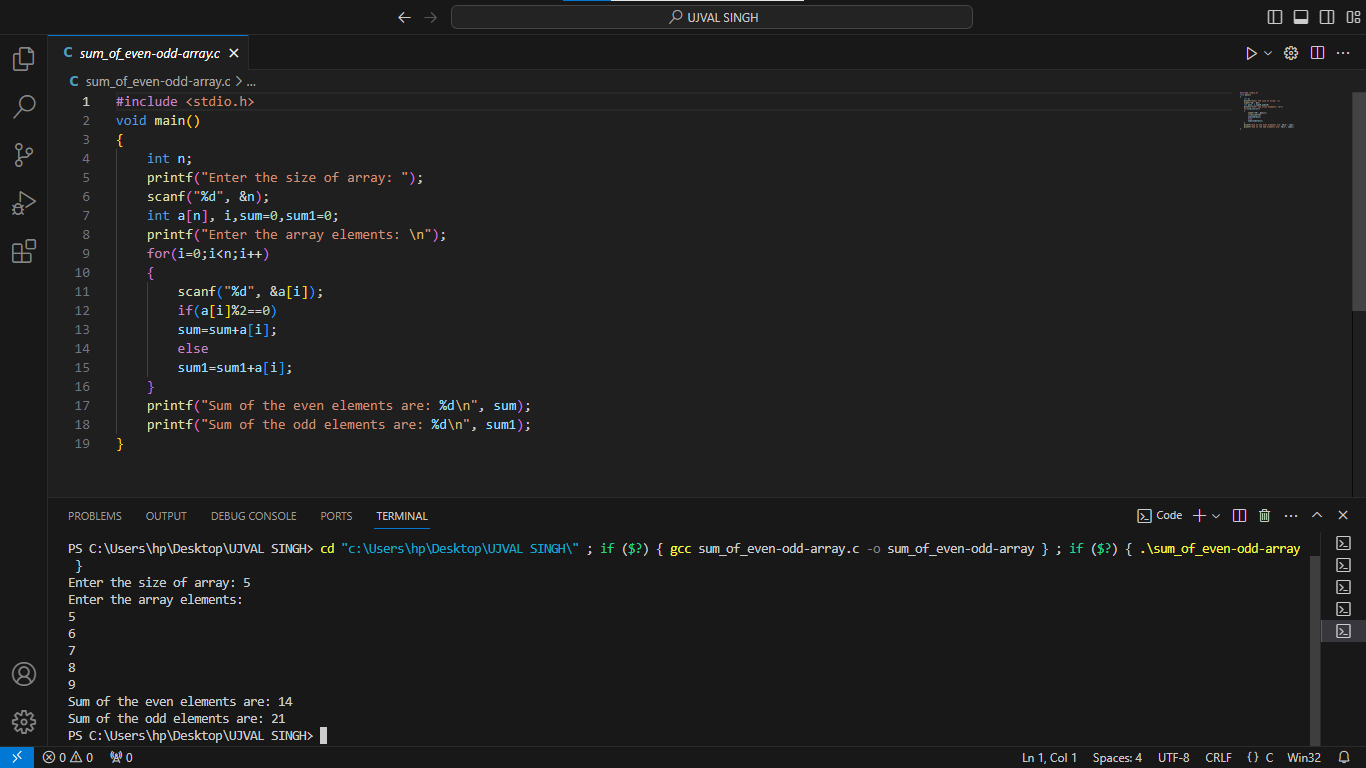 UJVAL SINGH
C sum_of_even-odd-array.c
C sum_of_even-odd-array.c > ...
1 #include <stdio.h>
2 void main()
3 {
4     int n;
5     printf("Enter the size of array: ");
6     scanf("%d", &n);
7     int a[n], i,sum=0,sum1=0;
8     printf("Enter the array elements: \n");
9     for(i=0;i<n;i++)
10     {
11         scanf("%d", &a[i]);
12         if(a[i]%2==0)
13         sum=sum+a[i];
14         else
15         sum1=sum1+a[i];
16     }
17     printf("Sum of the even elements are: %d\n", sum);
18     printf("Sum of the odd elements are: %d\n", sum1);
19 }
PROBLEMS OUTPUT DEBUG CONSOLE PORTS TERMINAL Code
PS C:\Users\hp\Desktop\UJVAL SINGH> cd "c:\Users\hp\Desktop\UJVAL SINGH\" ; if ($?) { gcc sum_of_even-odd-array.c -o sum_of_even-odd-array } ; if ($?) { .\sum_of_even-odd-array
 }
Enter the size of array: 5
Enter the array elements:
5
6
7
8
9
Sum of the even elements are: 14
Sum of the odd elements are: 21
PS C:\Users\hp\Desktop\UJVAL SINGH>
0 0 0 Ln 1, Col 1 Spaces: 4 UTF-8 CRLF {} C Win32